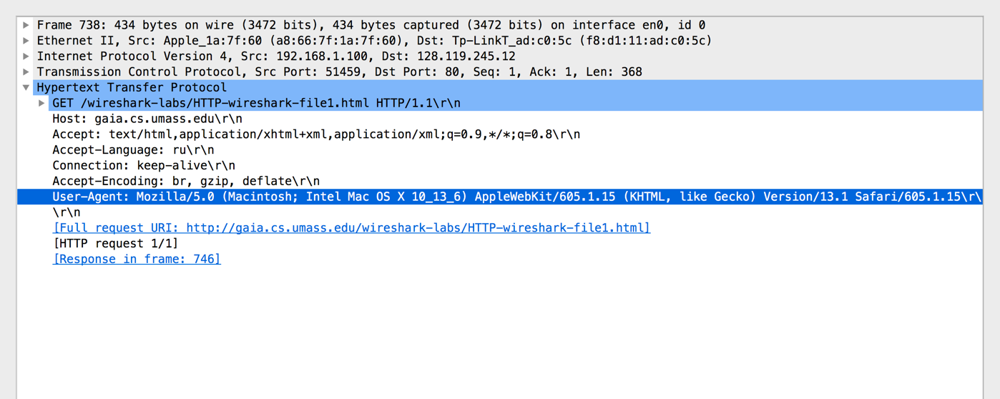 Frame 738: 434 bytes on wire (3472 bits), 434 bytes captured (3472 bits) on interface en0, id 0
Ethernet II, Src: Apple_1a:7f:60 (a8:66:7f:1a:7f:60), Dst: Tp-LinkT_ad:c0:5c (f8:d1:11:ad:c0:5c)
Internet Protocol Version 4, Src: 192.168.1.100, Dst: 128.119.245.12
Transmission Control Protocol, Src Port: 51459, Dst Port: 80, Seq: 1, Ack: 1, Len: 368
Hypertext Transfer Protocol
GET /wireshark-labs/HTTP-wireshark-file1.html HTTP/1.1\r\n
Host: gaia.cs.umass.edu\r\n
Accept: text/html,application/xhtml+xml,application/xml;q=0.9,*/*;q=0.8\r\n
Accept-Language: ru\r\n
Connection: keep-alive\r\n
Accept-Encoding: br, gzip, deflate\r\n
User-Agent: Mozilla/5.0 (Macintosh; Intel Mac OS X 10_13_6) AppleWebKit/605.1.15 (KHTML, like Gecko) Version/13.1 Safari/605.1.15\r\
\r\n
[Full request URI: http://gaia.cs.umass.edu/wireshark-labs/HTTP-wireshark-file1.html]
[HTTP request 1/1]
[Response in frame: 746]